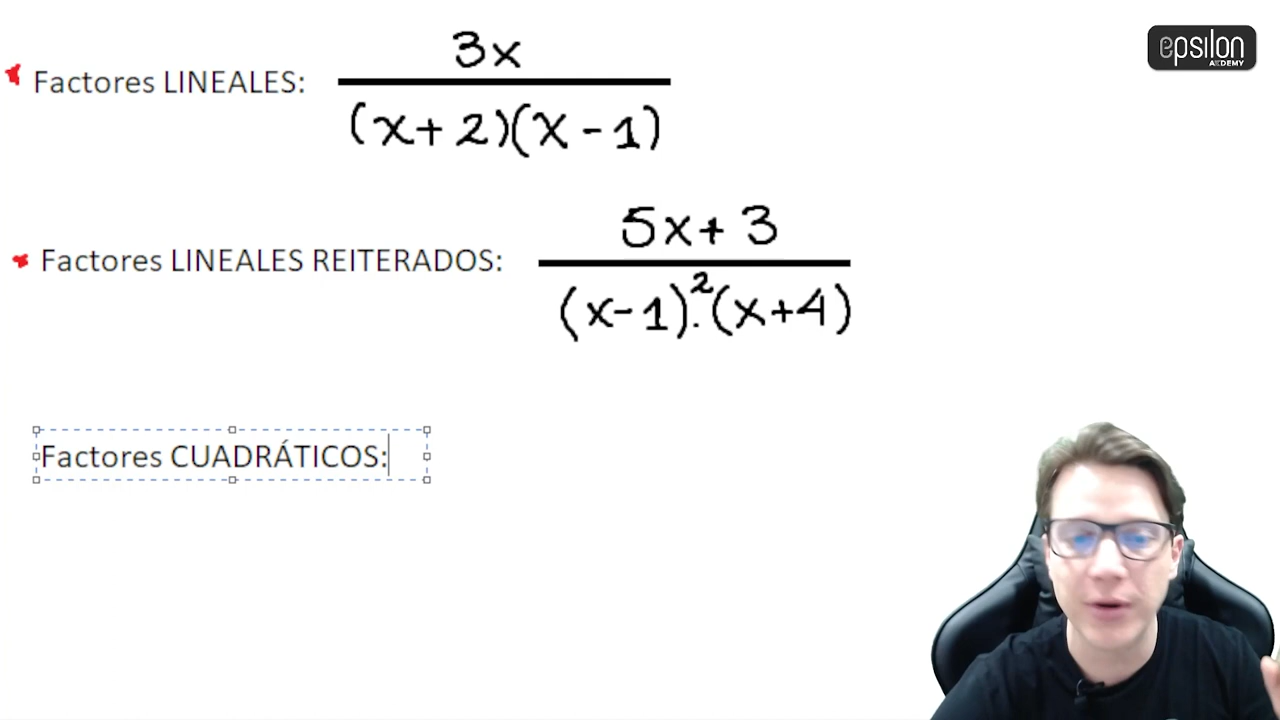 epsilon
ACADEMY
Factores LINEALES:
3x
(x+2)(x-1)
Factores LINEALES REITERADOS:
5x+3
(x-1)².(x+4)
Factores CUADRÁTICOS: